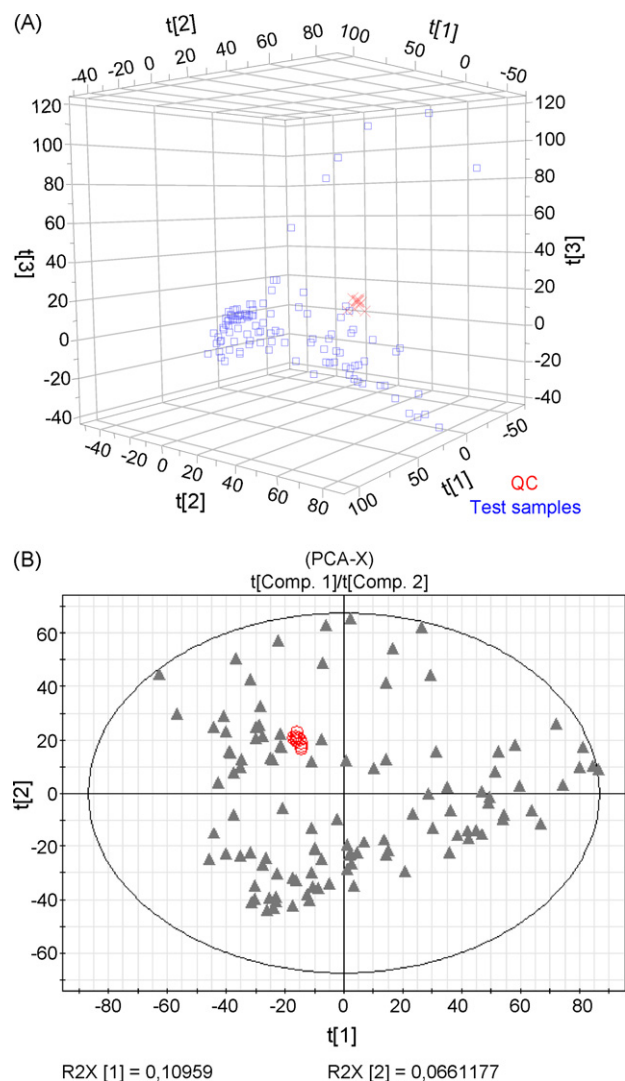 (A)
t[2]
t[1]
-40 -20 0 20 40 60 80
100 50 0 -50
120
100
80
60
40
20
0
-20
-40
t[3]
120
100
80
60
40
20
0
-20
-40
t[3]
-40 -20 0 20 40 60 80
t[2]
100 50 0 -50
t[1]
QC
Test samples
(B)
(PCA-X)
t[Comp. 1]/t[Comp. 2]
60
40
20
0
-20
-40
-60
t[2]
-80 -60 -40 -20 0 20 40 60 80
t[1]
R2X [1] = 0,10959 R2X [2] = 0,0661177